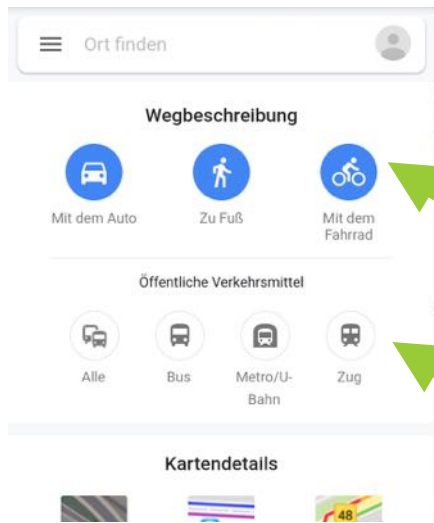 Ort finden
Wegbeschreibung
Mit dem Auto
Zu Fuß
Mit dem
Fahrrad
Öffentliche Verkehrsmittel
Alle
Bus
Metro/U-
Bahn
Zug
Kartendetails
48